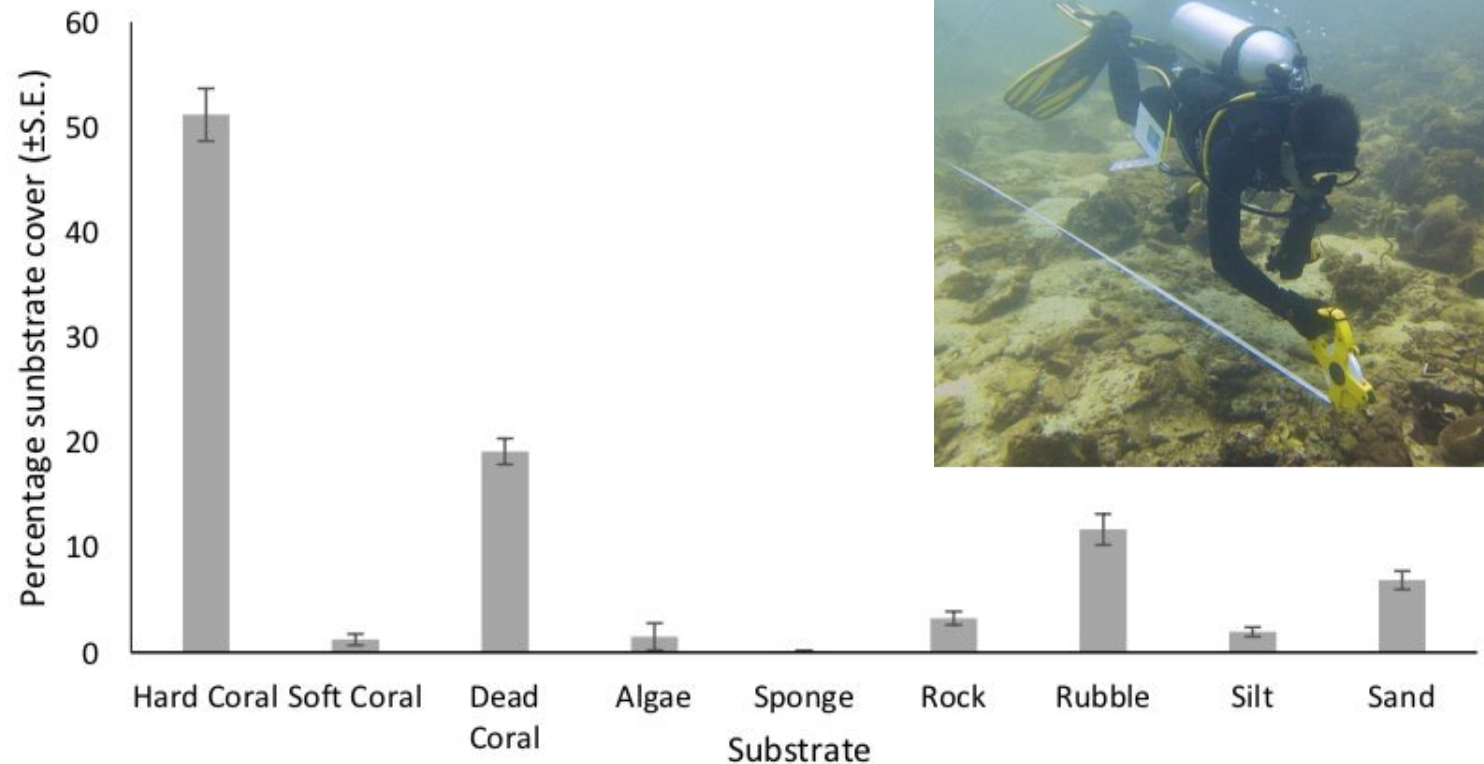 Percentage sunbstrate cover (±S.E.)
60
50
40
30
20
10
0
Hard Coral
Soft Coral
Dead
Coral
Algae
Sponge
Rock
Rubble
Silt
Sand
Substrate